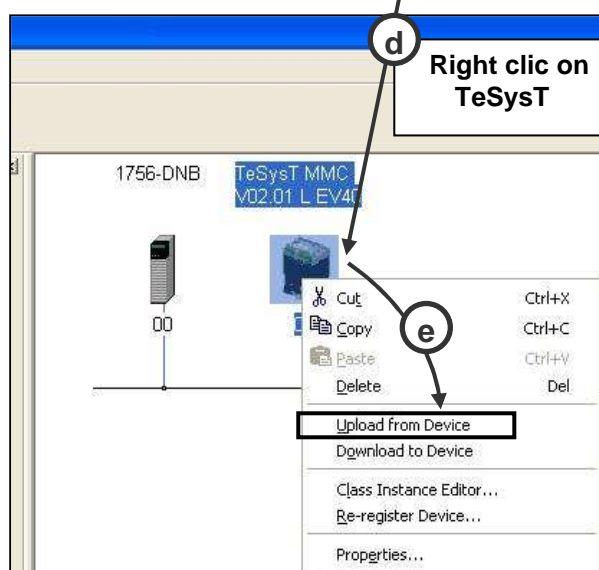 d
Right clic on
TeSysT
1756-DNB
TeSysT MMC
V02.01 L EV40
00
Cut Ctrl+X
Copy Ctrl+C
e
Paste Ctrl+V
Delete Del
Upload from Device
Download to Device
Class Instance Editor...
Re-register Device...
Properties...